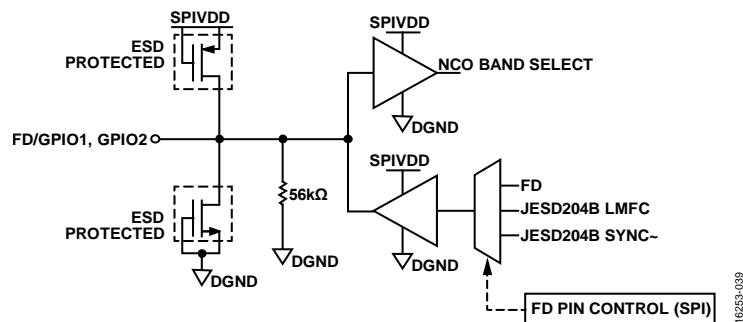 SPIVDD
ESD
PROTECTED
SPIVDD
NCO BAND SELECT
DGND
FD/GPIO1, GPIO2
SPIVDD
56kΩ
FD
JESD204B LMFC
JESD204B SYNC~
ESD
PROTECTED
DGND
DGND
DGND
FD PIN CONTROL (SPI)
16253-039